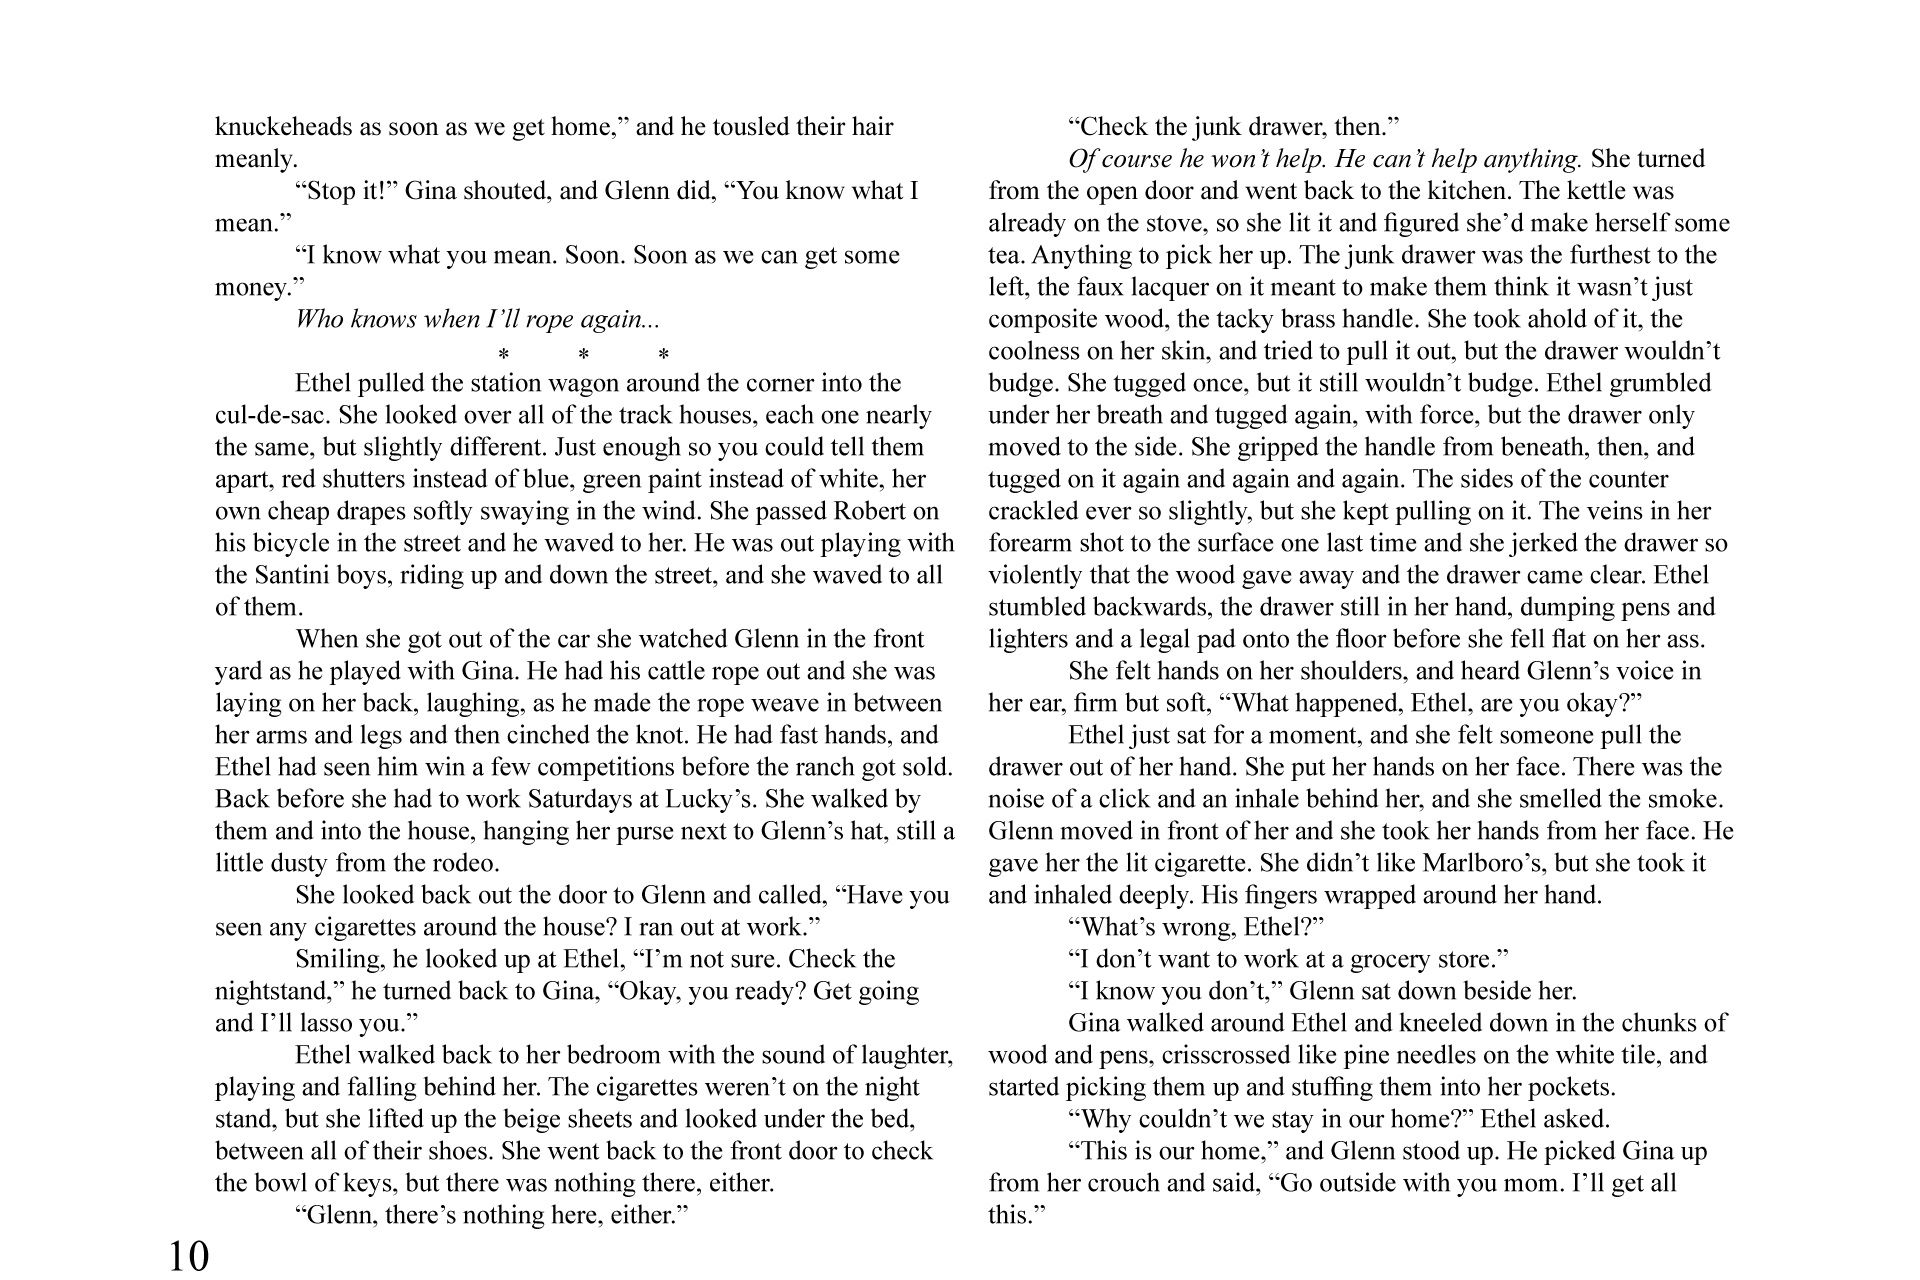 knuckeheads as soon as we get home,” and he tousled their hair
meanly.
“Stop it!” Gina shouted, and Glenn did, “You know what I
mean.”
“I know what you mean. Soon. Soon as we can get some
money.”
Who knows when I’ll rope again...
* * *
Ethel pulled the station wagon around the corner into the
cul-de-sac. She looked over all of the track houses, each one nearly
the same, but slightly different. Just enough so you could tell them
apart, red shutters instead of blue, green paint instead of white, her
own cheap drapes softly swaying in the wind. She passed Robert on
his bicycle in the street and he waved to her. He was out playing with
the Santini boys, riding up and down the street, and she waved to all
of them.
When she got out of the car she watched Glenn in the front
yard as he played with Gina. He had his cattle rope out and she was
laying on her back, laughing, as he made the rope weave in between
her arms and legs and then cinched the knot. He had fast hands, and
Ethel had seen him win a few competitions before the ranch got sold.
Back before she had to work Saturdays at Lucky’s. She walked by
them and into the house, hanging her purse next to Glenn’s hat, still a
little dusty from the rodeo.
She looked back out the door to Glenn and called, “Have you
seen any cigarettes around the house? I ran out at work.”
Smiling, he looked up at Ethel, “I’m not sure. Check the
nightstand,” he turned back to Gina, “Okay, you ready? Get going
and I’ll lasso you.”
Ethel walked back to her bedroom with the sound of laughter,
playing and falling behind her. The cigarettes weren’t on the night
stand, but she lifted up the beige sheets and looked under the bed,
between all of their shoes. She went back to the front door to check
the bowl of keys, but there was nothing there, either.
“Glenn, there’s nothing here, either.”
“Check the junk drawer, then.”
Of course he won’t help. He can’t help anything. She turned
from the open door and went back to the kitchen. The kettle was
already on the stove, so she lit it and figured she’d make herself some
tea. Anything to pick her up. The junk drawer was the furthest to the
left, the faux lacquer on it meant to make them think it wasn’t just
composite wood, the tacky brass handle. She took ahold of it, the
coolness on her skin, and tried to pull it out, but the drawer wouldn’t
budge. She tugged once, but it still wouldn’t budge. Ethel grumbled
under her breath and tugged again, with force, but the drawer only
moved to the side. She gripped the handle from beneath, then, and
tugged on it again and again and again. The sides of the counter
crackled ever so slightly, but she kept pulling on it. The veins in her
forearm shot to the surface one last time and she jerked the drawer so
violently that the wood gave away and the drawer came clear. Ethel
stumbled backwards, the drawer still in her hand, dumping pens and
lighters and a legal pad onto the floor before she fell flat on her ass.
She felt hands on her shoulders, and heard Glenn’s voice in
her ear, firm but soft, “What happened, Ethel, are you okay?”
Ethel just sat for a moment, and she felt someone pull the
drawer out of her hand. She put her hands on her face. There was the
noise of a click and an inhale behind her, and she smelled the smoke.
Glenn moved in front of her and she took her hands from her face. He
gave her the lit cigarette. She didn’t like Marlboro’s, but she took it
and inhaled deeply. His fingers wrapped around her hand.
“What’s wrong, Ethel?”
“I don’t want to work at a grocery store.”
“I know you don’t,” Glenn sat down beside her.
Gina walked around Ethel and kneeled down in the chunks of
wood and pens, crisscrossed like pine needles on the white tile, and
started picking them up and stuffing them into her pockets.
“Why couldn’t we stay in our home?” Ethel asked.
“This is our home,” and Glenn stood up. He picked Gina up
from her crouch and said, “Go outside with you mom. I’ll get all
this.”
10